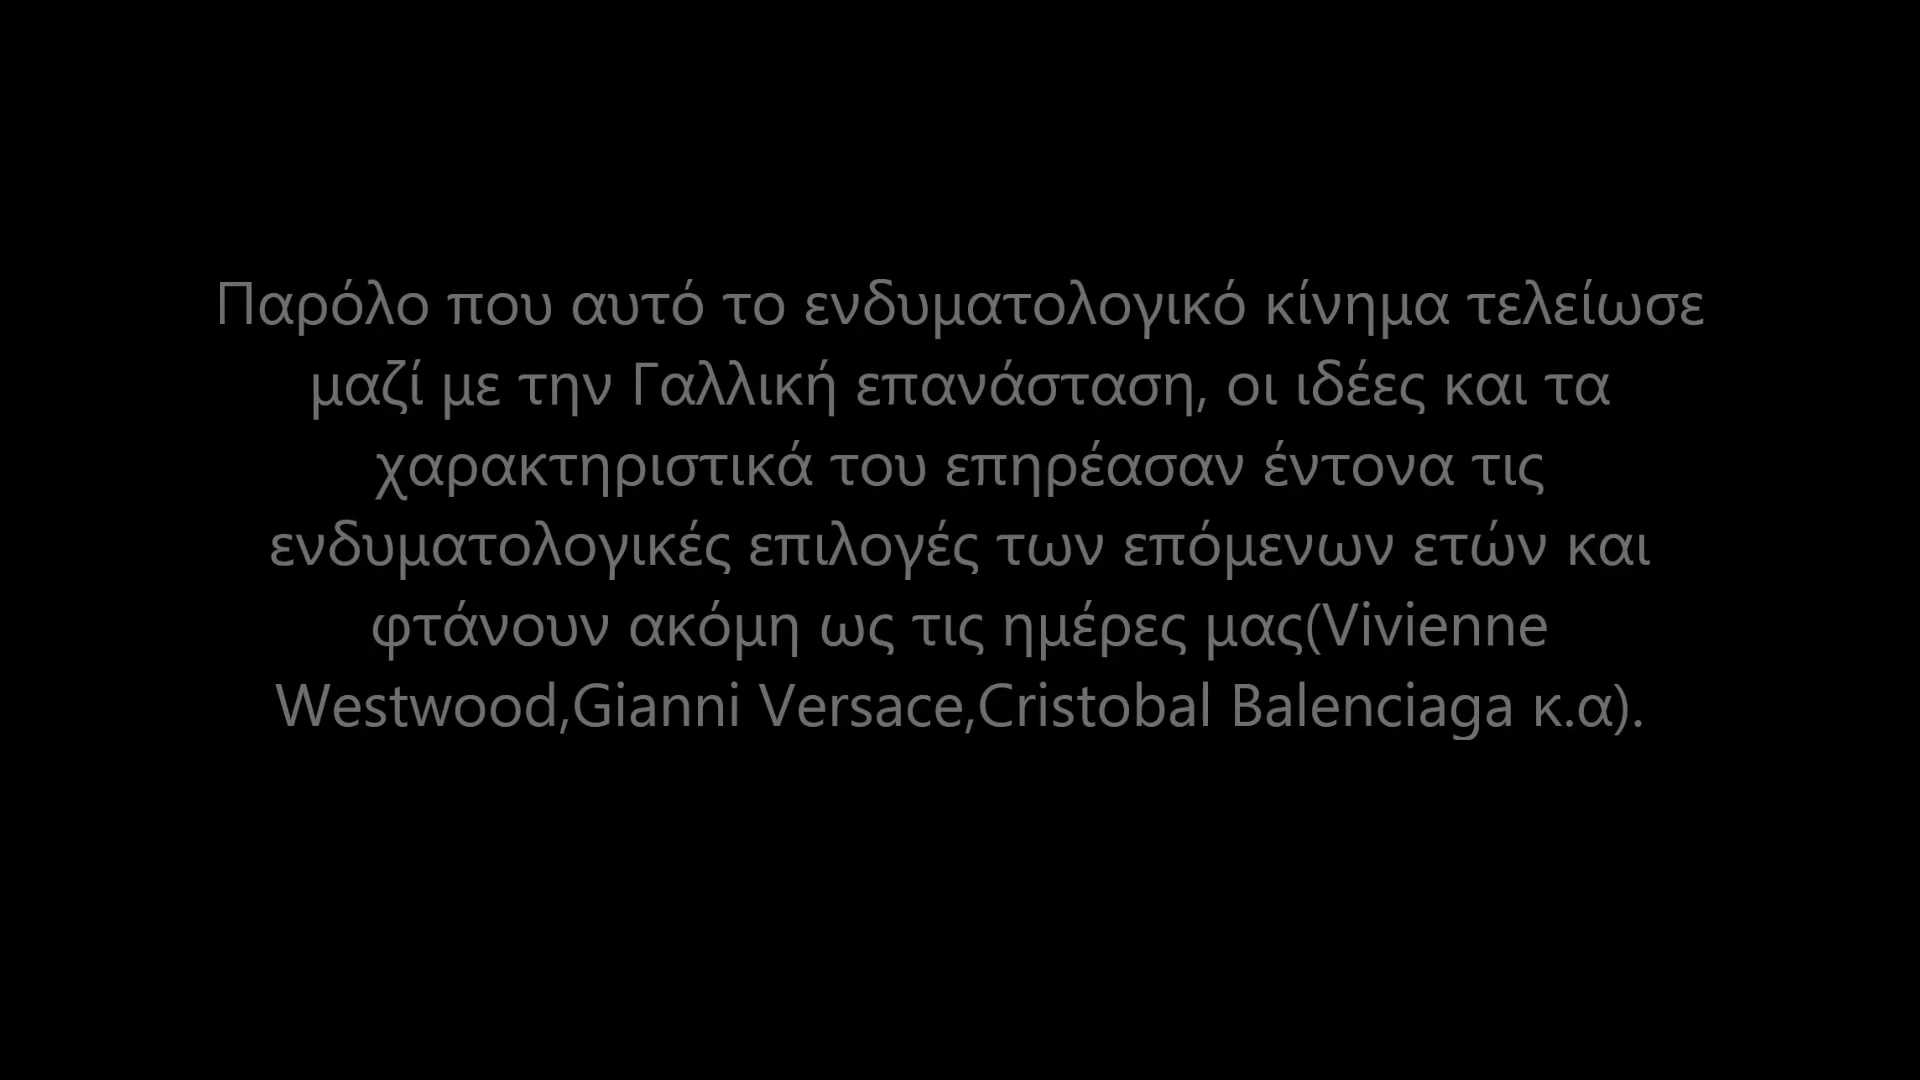 Παρόλο που αυτό το ενδυματολογικό κίνημα τελείωσε
μαζί με την Γαλλική επανάσταση, οι ιδέες και τα
χαρακτηριστικά του επηρέασαν έντονα τις
ενδυματολογικές επιλογές των επόμενων ετών και
φτάνουν ακόμη ως τις ημέρες μας(Vivienne
Westwood,Gianni Versace,Cristobal Balenciaga κ.α).